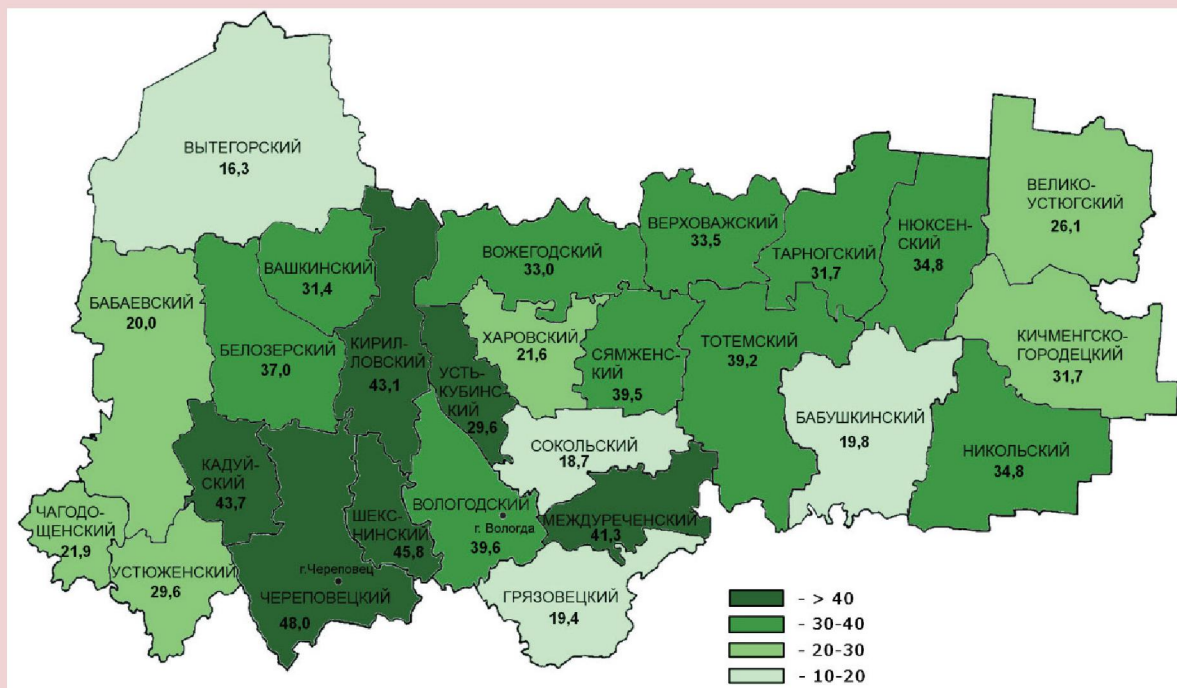 ВЫТЕГОРСКИЙ
16,3
ВЕЛИКО-
УСТЮГСКИЙ
26,1
ВЕРХОВАЖСКИЙ
33,5
НЮКСЕН-
СКИЙ
34,8
ВОЖЕГОДСКИЙ
33,0
ТАРНОГСКИЙ
31,7
ВАШКИНСКИЙ
31,4
БАБАЕВСКИЙ
20,0
БЕЛОЗЕРСКИЙ
37,0
КИРИЛ-
ЛОВСКИЙ
43,1
УСТЬ-
КУБИН-
СКИЙ
29,6
ХАРОВСКИЙ
21,6
СЯМЖЕН-
СКИЙ
39,5
ТОТЕМСКИЙ
39,2
КИЧМЕНГСКО-
ГОРОДЕЦКИЙ
31,7
БАБУШКИНСКИЙ
19,8
НИКОЛЬСКИЙ
34,8
СОКОЛЬСКИЙ
18,7
КАДУЙ-
СКИЙ
43,7
ЧАГОДО-
ЩЕНСКИЙ
21,9
ШЕКС-
НИНСКИЙ
45,8
ВОЛОГОДСКИЙ
г. Вологда
39,6
МЕЖДУРЕЧЕНСКИЙ
41,3
УСТЮЖЕНСКИЙ
29,6
г.Череповец
ЧЕРЕПОВЕЦКИЙ
48,0
ГРЯЗОВЕЦКИЙ
19,4
- > 40
- 30-40
- 20-30
- 10-20